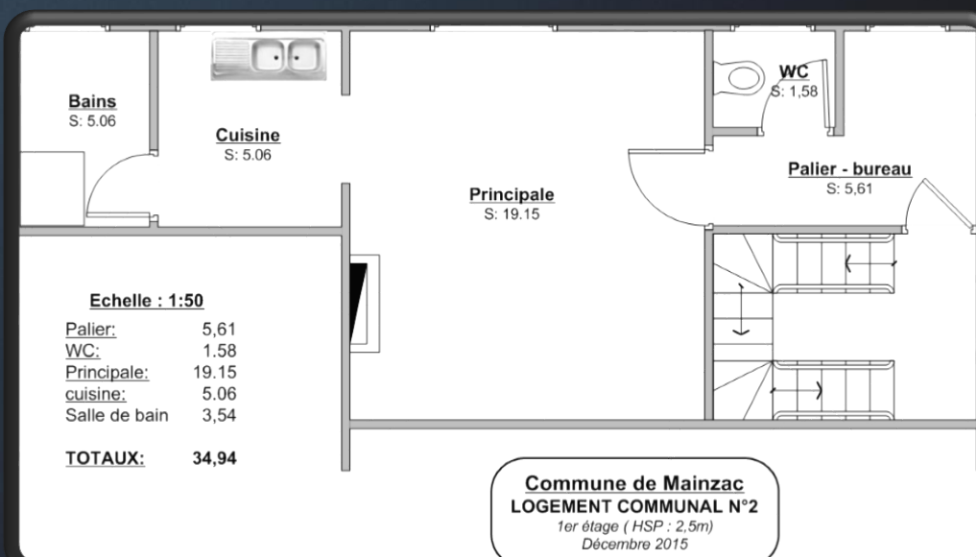 Bains
S: 5.06
Cuisine
S: 5.06
Principale
S: 19.15
WC
S: 1,58
Palier - bureau
S: 5,61
Echelle : 1:50
Palier: 5,61
WC: 1.58
Principale: 19.15
cuisine: 5.06
Salle de bain 3,54
TOTAUX: 34,94
Commune de Mainzac
LOGEMENT COMMUNAL N°2
1er étage ( HSP : 2,5m)
Décembre 2015